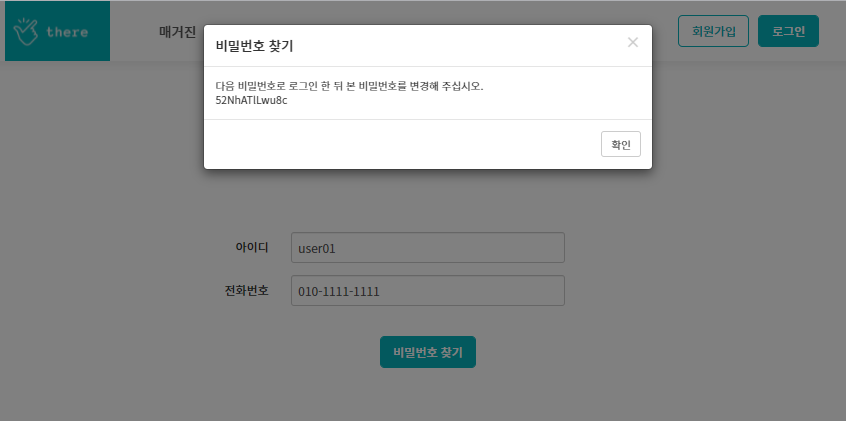 there
매거진
회원가입
로그인
비밀번호 찾기
×
다음 비밀번호로 로그인 한 뒤 본 비밀번호를 변경해 주십시오.
52NhATlLwu8c
확인
아이디
user01
전화번호
010-1111-1111
비밀번호 찾기